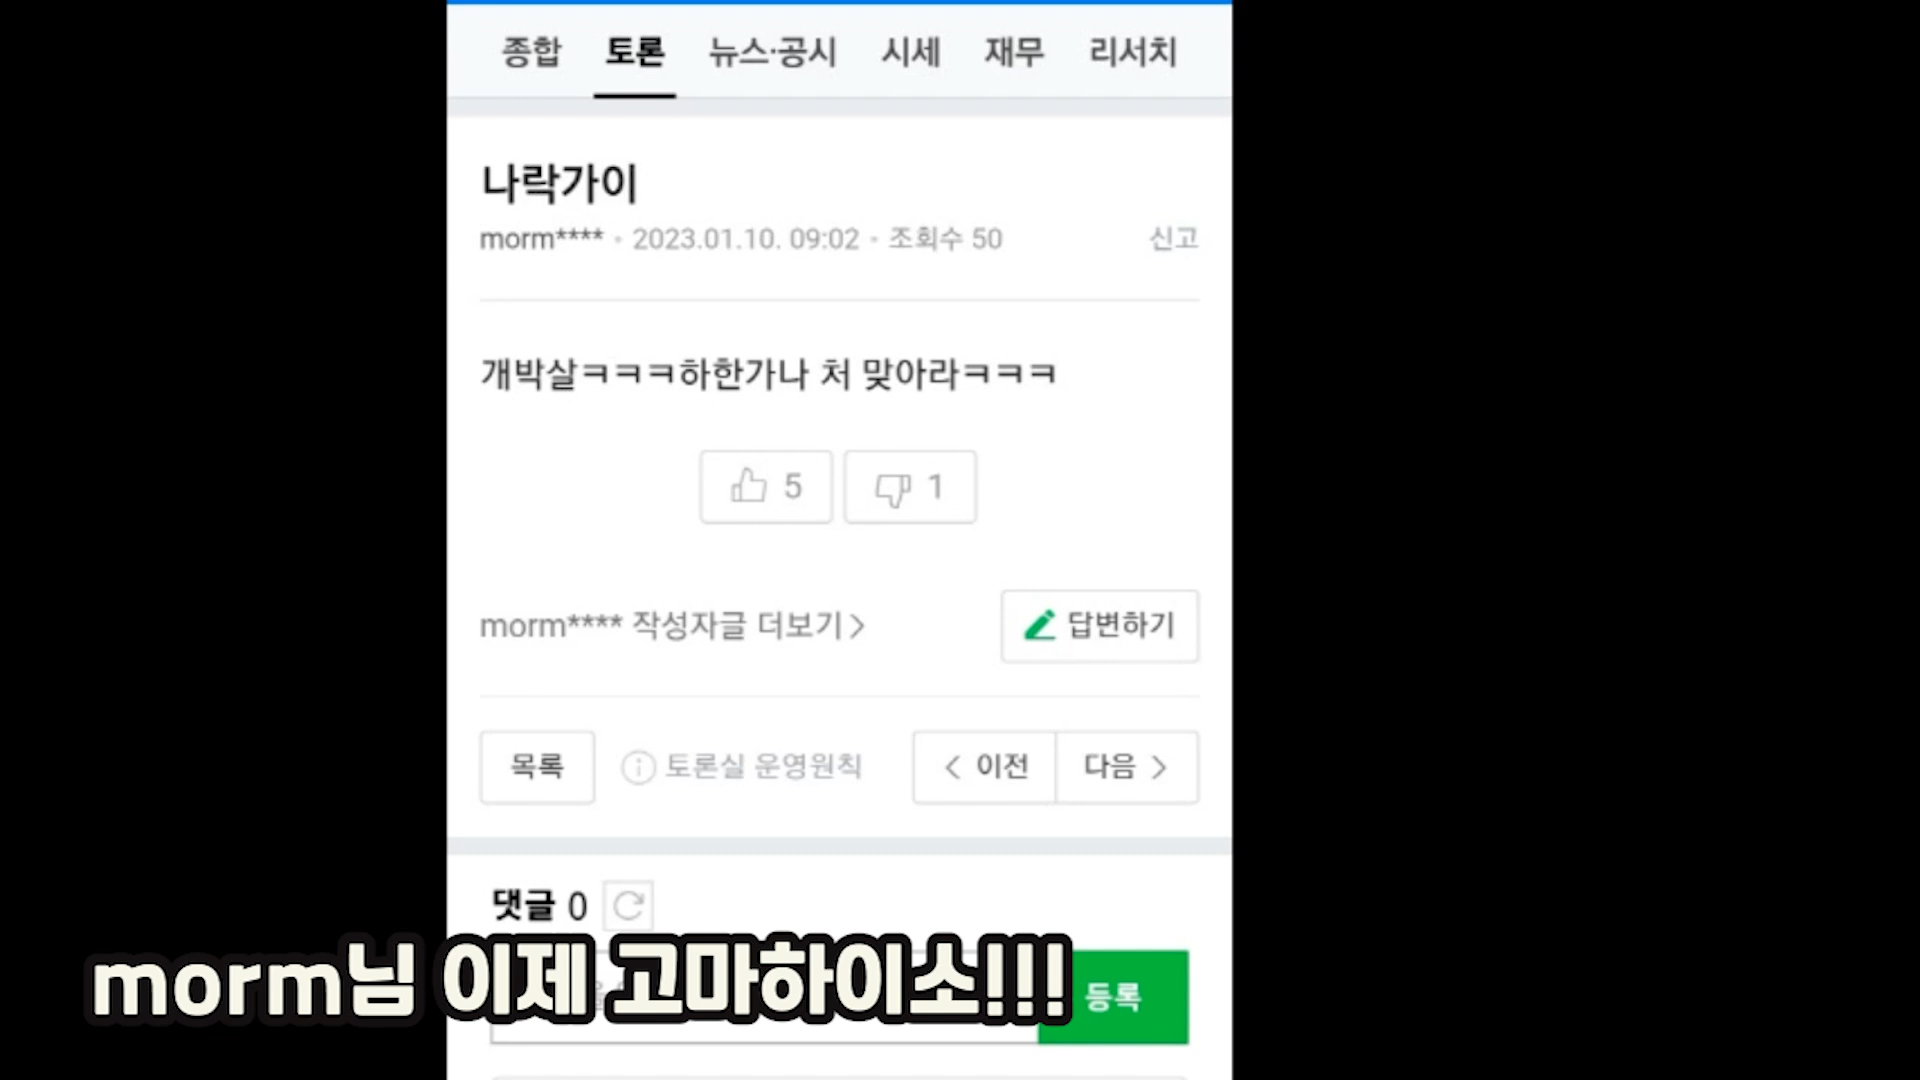 종합 토론 뉴스·공시 시세 재무 리서치
나락가이
morm**** · 2023.01.10. 09:02 · 조회수 50 신고
개박살ㅋㅋㅋ하한가나 처 맞아라ㅋㅋㅋ
5 1
morm**** 작성자글 더보기 답변하기
목록 토론실 운영원칙 이전 다음
댓글 0
morm님 이제 고마하이소!!!
등록